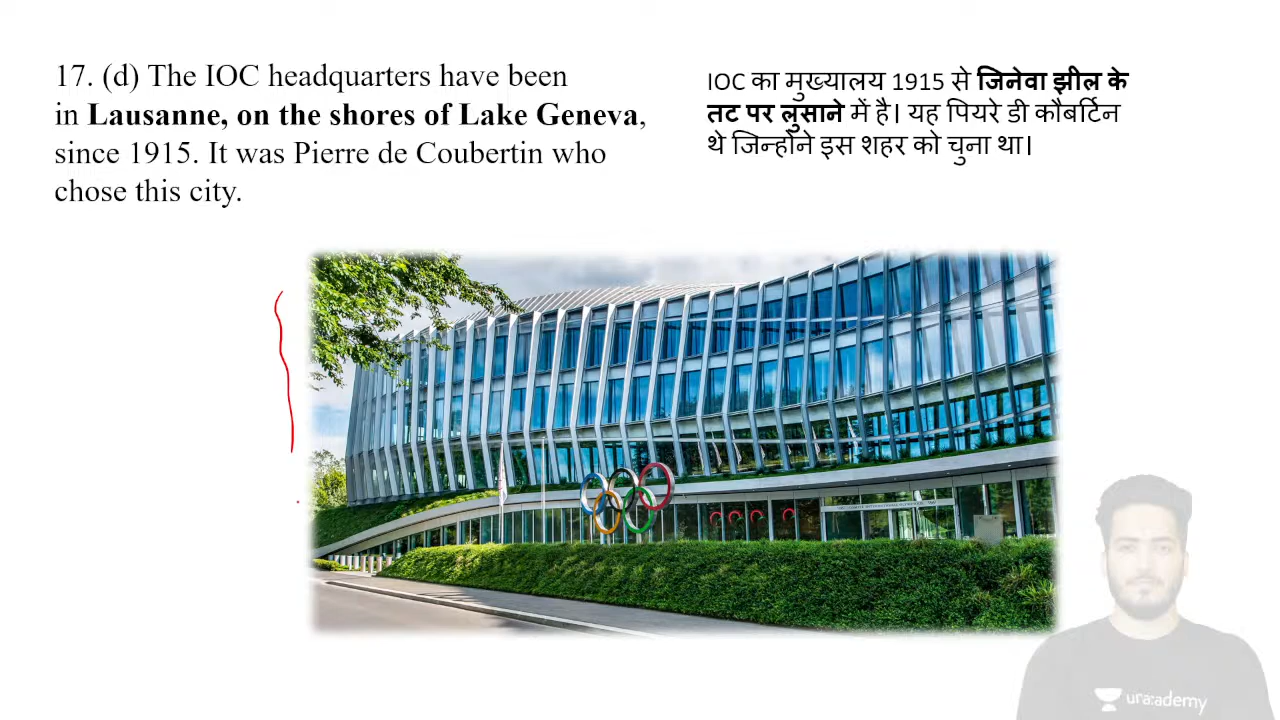 17. (d) The IOC headquarters have been
in Lausanne, on the shores of Lake Geneva,
since 1915. It was Pierre de Coubertin who
chose this city.
IOC का मुख्यालय 1915 से जिनेवा झील के
तट पर लुसाने में है। यह पियरे डी कौबर्टिन
थे जिन्होंने इस शहर को चुना था।
unacademy